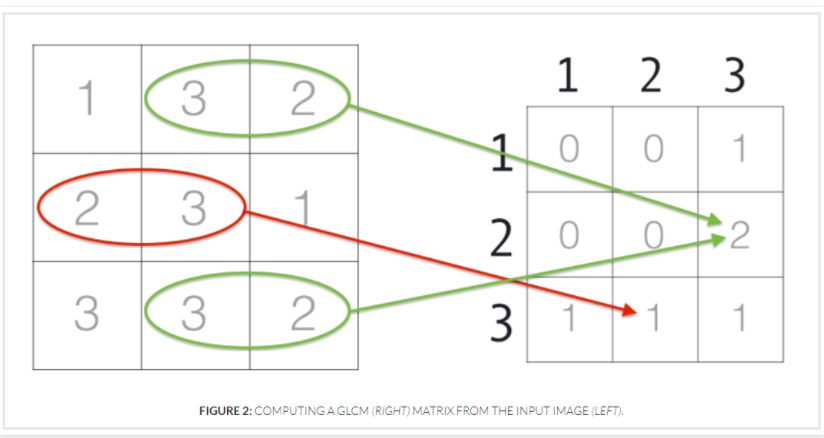 1 2 3
1 3 2 1 0 0 1
2 3 1 2 0 0 2
3 3 2 3 1 1 1
FIGURE 2: COMPUTING A GLCM (RIGHT) MATRIX FROM THE INPUT IMAGE (LEFT).